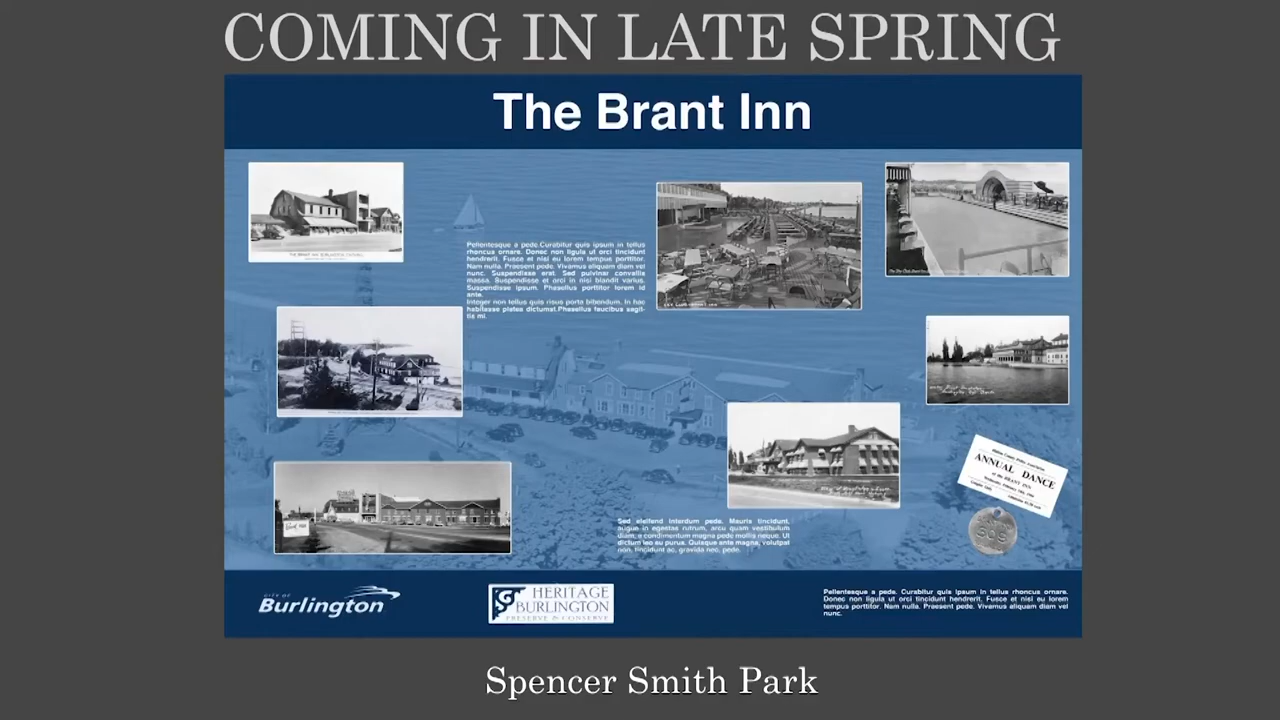 COMING IN LATE SPRING
The Brant Inn
THE BRANT INN BURLINGTON
Pellentesque a pede.Curabitur quis ipsum in tellus
rhoncus ornare. Donec non ligula ut orci tincidunt
hendrerit. Fusce et nisi eu lorem tempus porttitor.
Nam nulla. Praesent pede. Vivamus aliquam diam vel
nunc. Suspendisse erat. Sed pulvinar convallis
massa. Suspendisse et orci in nisi blandit varius.
Suspendisse ipsum. Phasellus porttitor lorem id
ante.
Integer non tellus quis risus porta bibendum. In hac
habitasse platea dictumst.Phasellus faucibus sagit-
tis mi.
ANNUAL DANCE
of the BRANT INN
Sed eleifend interdum pede. Mauris tincidunt,
augue in egestas rutrum, arcu quam vestibulum
diam, e condimentum magna pede mollis neque. Ut
dictum leo eu purus. Quisque ante magna, volutpat
non, tincidunt ac, gravida nec, pede.
CITY OF
Burlington
HERITAGE
BURLINGTON
PRESERVE & CONSERVE
Pellentesque a pede. Curabitur quis ipsum in tellus rhoncus ornare.
Donec non ligula ut orci tincidunt hendrerit. Fusce et nisi eu lorem
tempus porttitor. Nam nulla. Praesent pede. Vivamus aliquam diam vel
nunc.
Spencer Smith Park